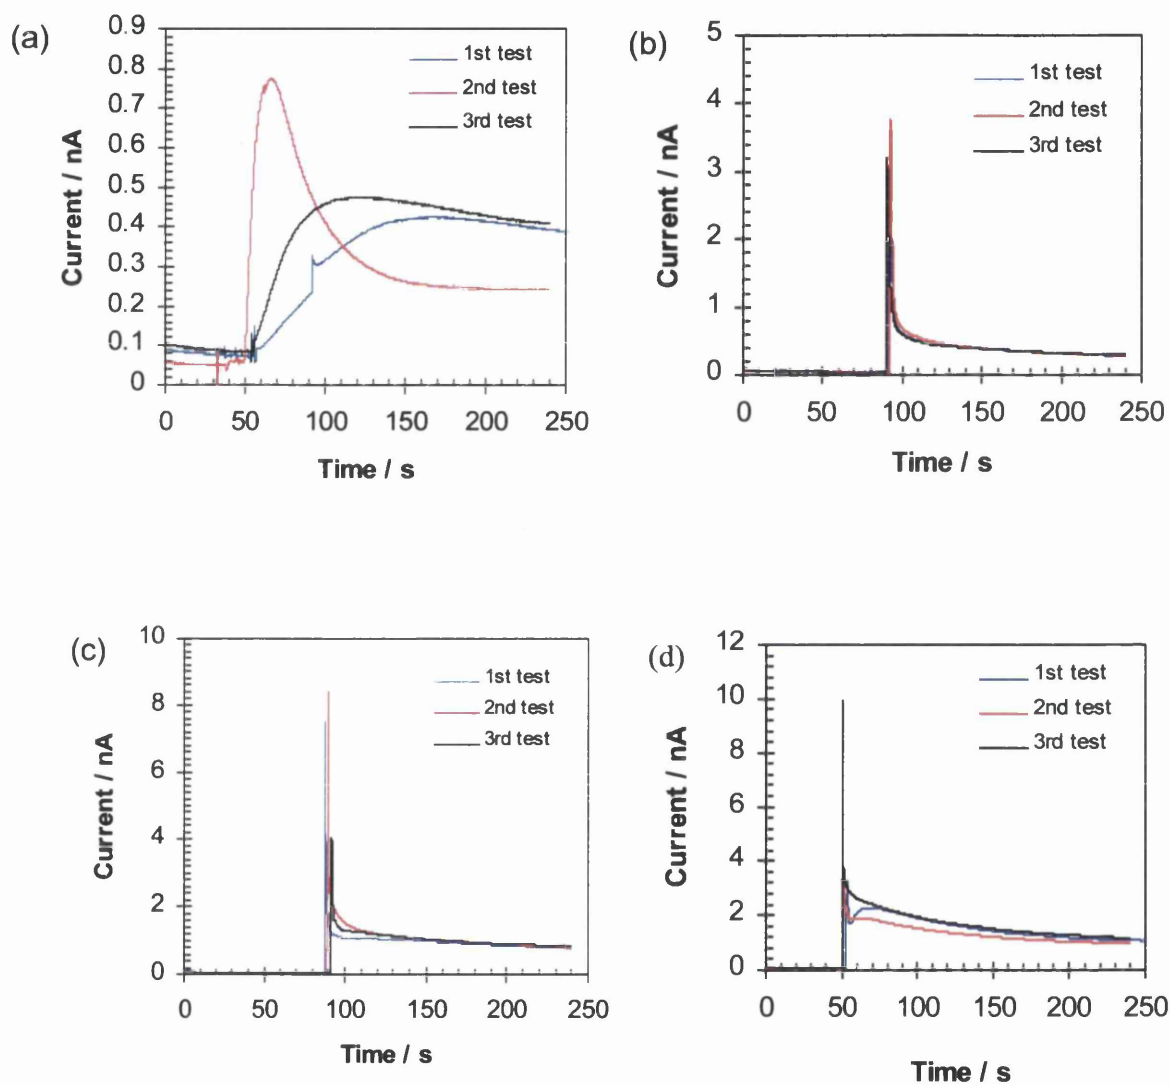 (a)
0.9
0.8
0.7
0.6
0.5
0.4
0.3
0.2
0.1
0
Current / nA
1st test
2nd test
3rd test
0 50 100 150 200 250
Time / s
(b)
5
4
3
2
1
0
Current / nA
1st test
2nd test
3rd test
0 50 100 150 200 250
Time / s
(c)
10
8
6
4
2
0
Current / nA
1st test
2nd test
3rd test
0 50 100 150 200 250
Time / s
(d)
12
10
8
6
4
2
0
Current / nA
1st test
2nd test
3rd test
0 50 100 150 200 250
Time / s